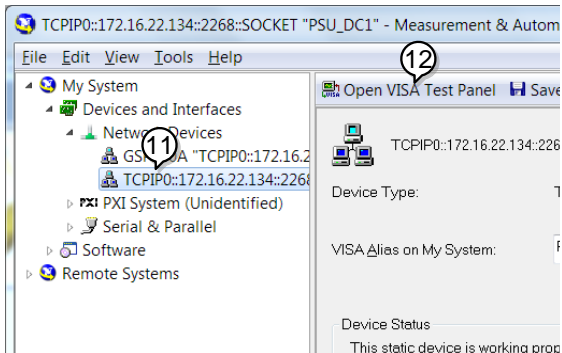 TCPIP0::172.16.22.134::2268::SOCKET "PSU_DC1" - Measurement & Autom
File Edit View Tools Help
12
My System
Devices and Interfaces
Network Devices
11
TCPIP0::172.16.2
TCPIP0::172.16.22.134::2268
PXI PXI System (Unidentified)
Serial & Parallel
Software
Remote Systems
Open VISA Test Panel Save
TCPIP0::172.16.22.134::226
Device Type:
VISA Alias on My System:
Device Status
This static device is working prop